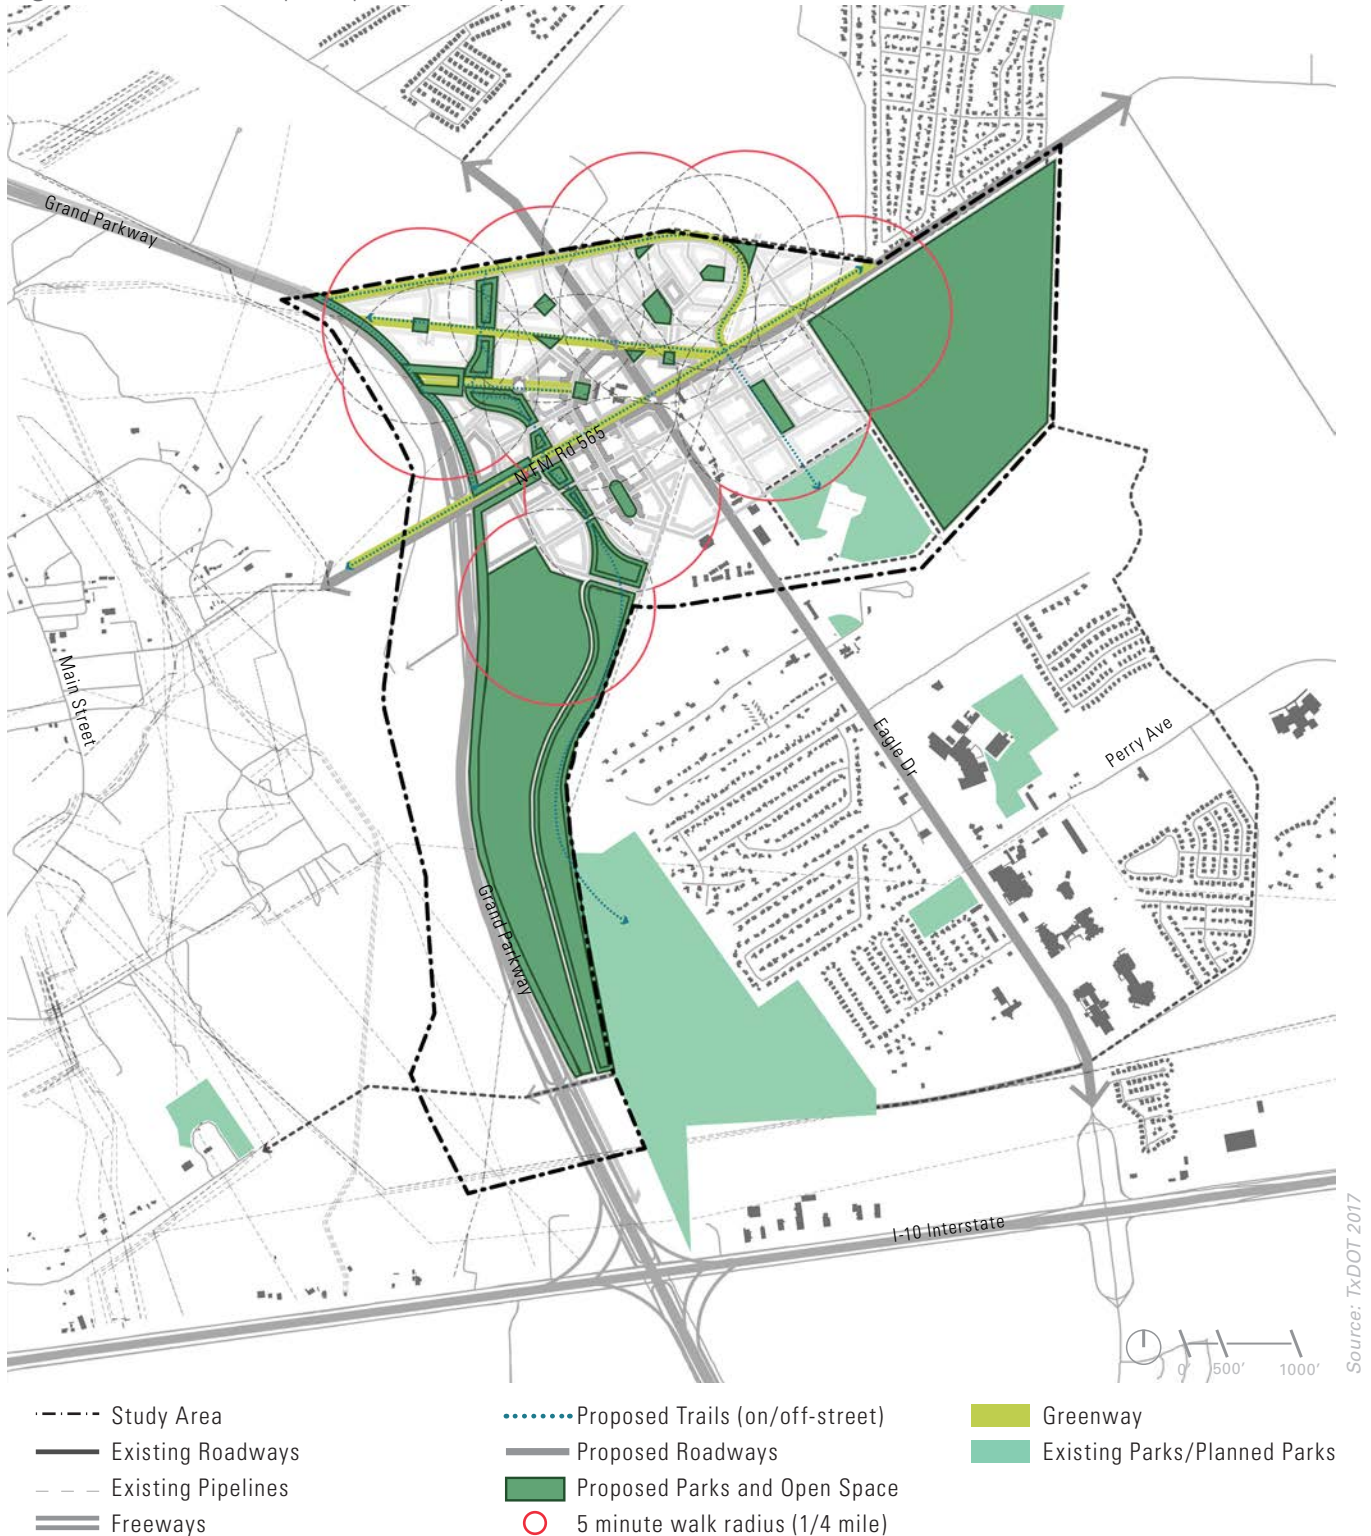 Grand Parkway
N FM Rd 565
Main Street
Eagle Dr
Perry Ave
Grand Parkway
I-10 Interstate
0' 500' 1000'
Source: TxDOT 2017
Study Area
Existing Roadways
Existing Pipelines
Freeways
Proposed Trails (on/off-street)
Proposed Roadways
Proposed Parks and Open Space
5 minute walk radius (1/4 mile)
Greenway
Existing Parks/Planned Parks